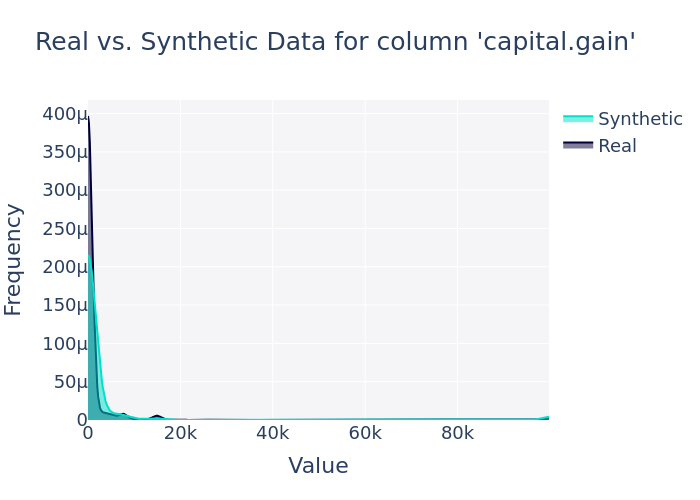 Real vs. Synthetic Data for column 'capital.gain'
Synthetic
Real
Frequency
400μ
350μ
300μ
250μ
200μ
150μ
100μ
50μ
0
0 20k 40k 60k 80k
Value